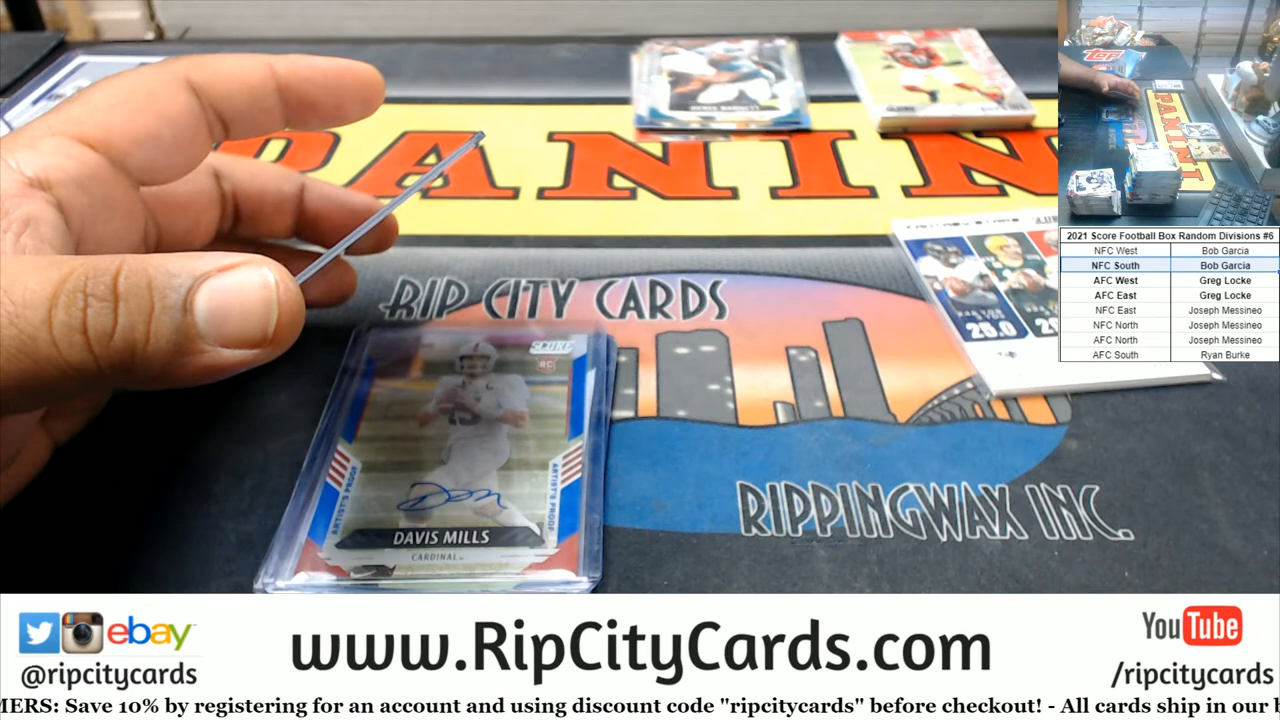 PANINI
RIP CITY CARDS
RIPPINGWAX INC.
SCORE
RC
ARTIST'S PROOF
ARTIST'S PROOF
DAVIS MILLS
CARDINAL
25.0
2021 Score Football Box Random Divisions #6
NFC West Bob Garcia
NFC South Bob Garcia
AFC West Greg Locke
AFC East Greg Locke
NFC East Joseph Messineo
NFC North Joseph Messineo
AFC North Joseph Messineo
AFC South Ryan Burke
ebay
@ripcitycards
www.RipCityCards.com
YouTube
/ripcitycards
MERS: Save 10% by registering for an account and using discount code "ripcitycards" before checkout! - All cards ship in our